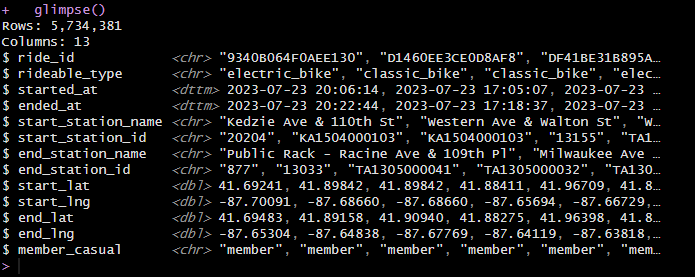 +   glimpse()
Rows: 5,734,381
Columns: 13
$ ride_id            <chr> "9340B064F0AEE130", "D1460EE3CE0D8AF8", "DF41BE31B895A…
$ rideable_type      <chr> "electric_bike", "classic_bike", "classic_bike", "elec…
$ started_at         <dttm> 2023-07-23 20:06:14, 2023-07-23 17:05:07, 2023-07-23 …
$ ended_at           <dttm> 2023-07-23 20:22:44, 2023-07-23 17:18:37, 2023-07-23 …
$ start_station_name <chr> "Kedzie Ave & 110th St", "Western Ave & Walton St", "W…
$ start_station_id   <chr> "20204", "KA1504000103", "KA1504000103", "13155", "TA1…
$ end_station_name   <chr> "Public Rack - Racine Ave & 109th Pl", "Milwaukee Ave …
$ end_station_id     <chr> "877", "13033", "TA1305000041", "TA1305000032", "TA130…
$ start_lat          <dbl> 41.69241, 41.89842, 41.89842, 41.88411, 41.96709, 41.8…
$ start_lng          <dbl> -87.70091, -87.68660, -87.68660, -87.65694, -87.66729,…
$ end_lat            <dbl> 41.69483, 41.89158, 41.90940, 41.88275, 41.96398, 41.8…
$ end_lng            <dbl> -87.65304, -87.64838, -87.67769, -87.64119, -87.63818,…
$ member_casual      <chr> "member", "member", "member", "member", "member", "mem…
>